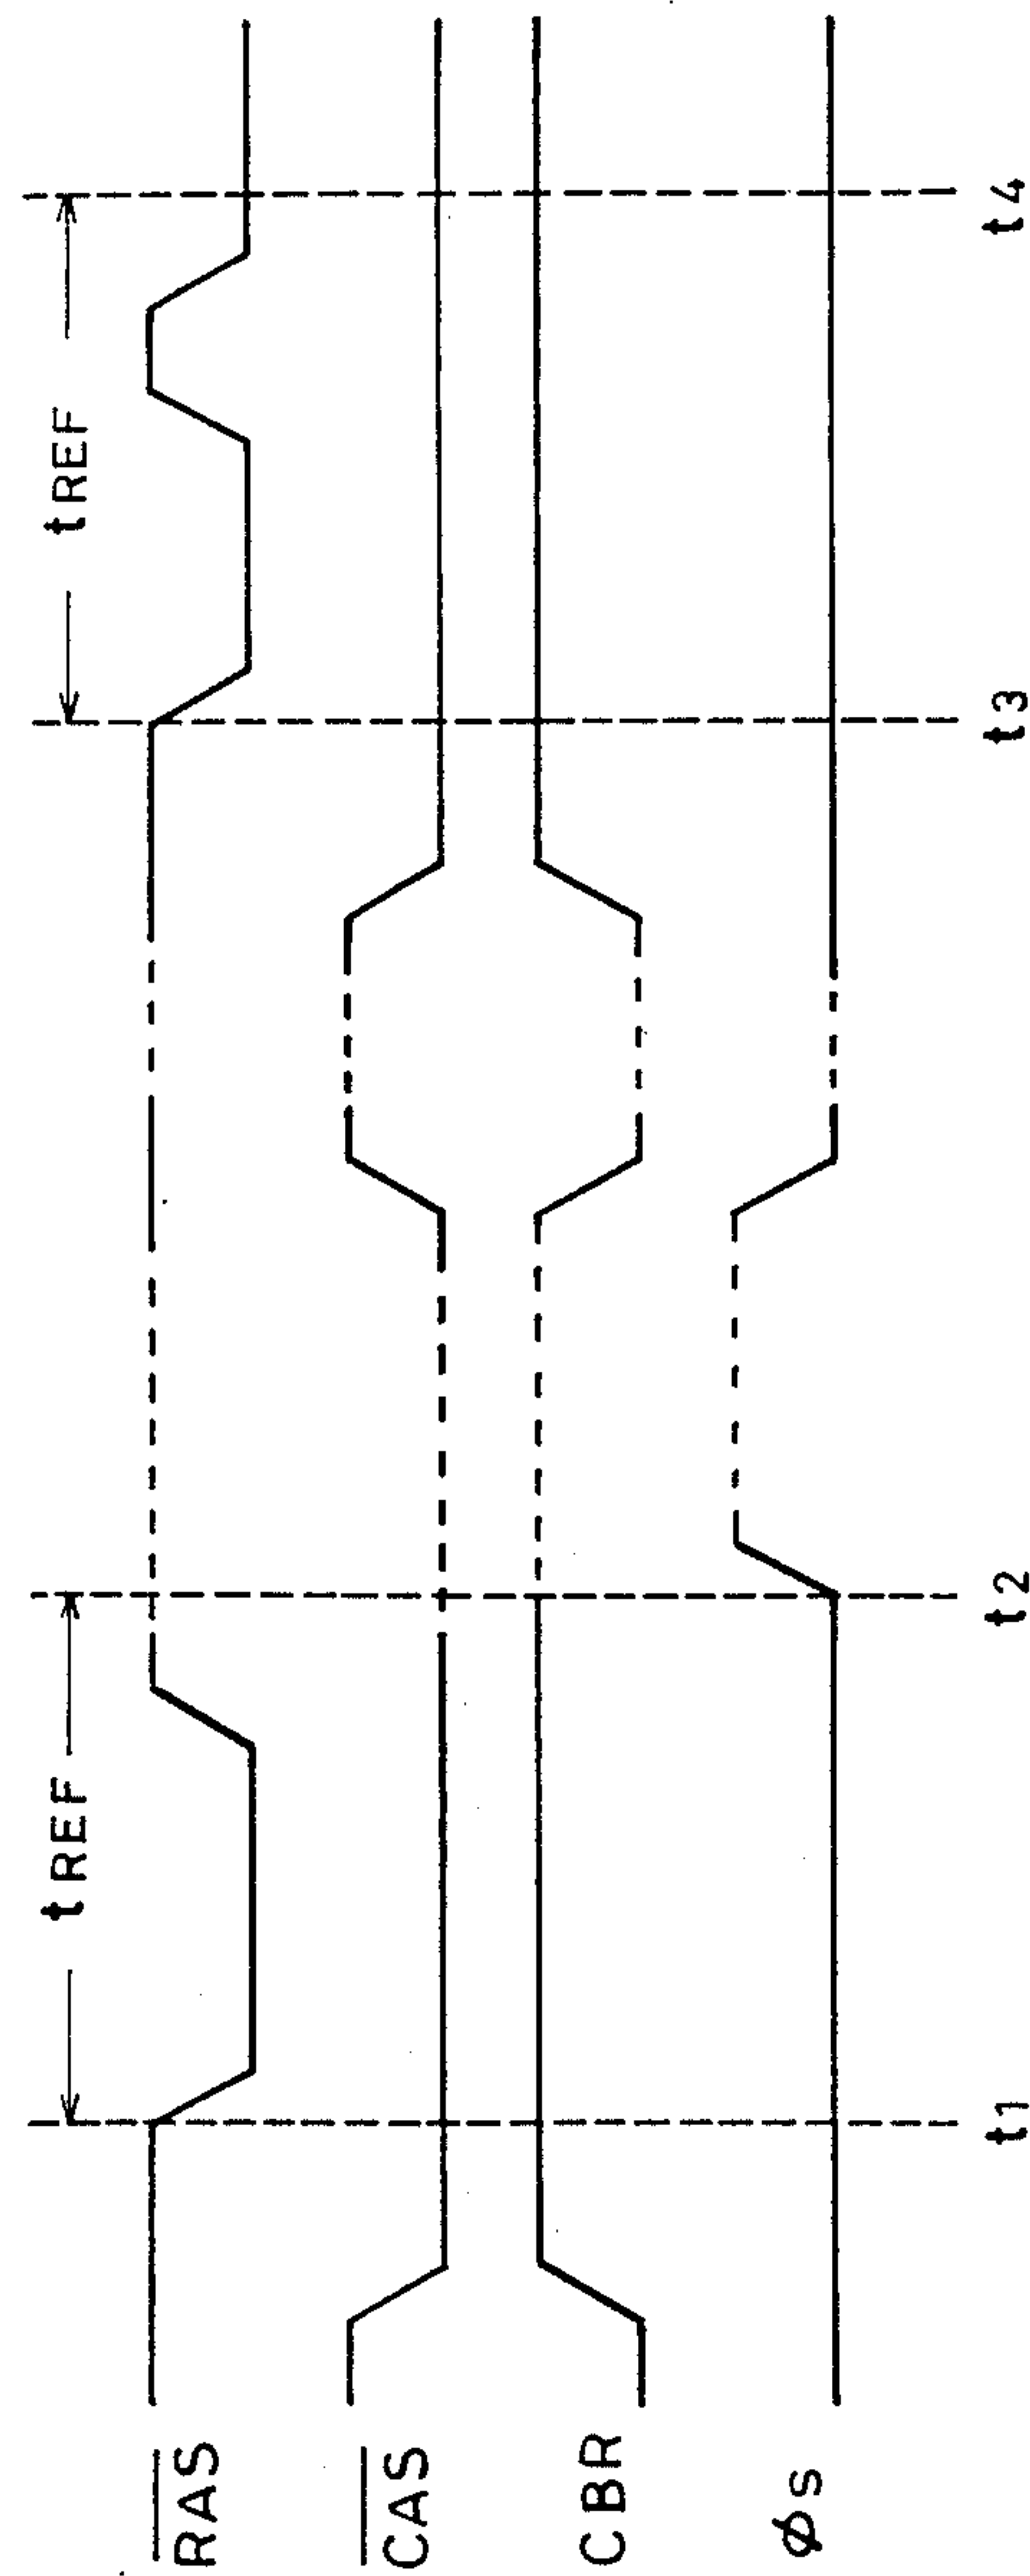 tREF
tREF
RAS
CAS
CBR
φs
t1
t2
t3
t4